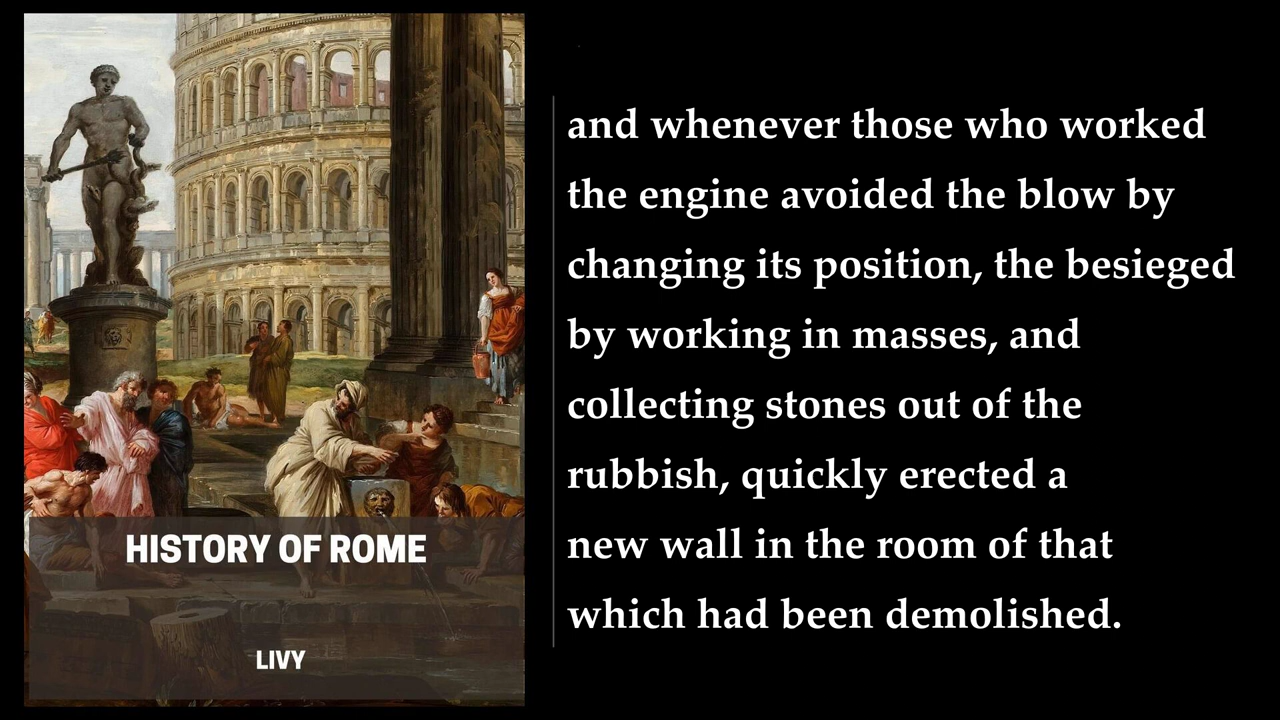 HISTORY OF ROME
LIVY
and whenever those who worked
the engine avoided the blow by
changing its position, the besieged
by working in masses, and
collecting stones out of the
rubbish, quickly erected a
new wall in the room of that
which had been demolished.